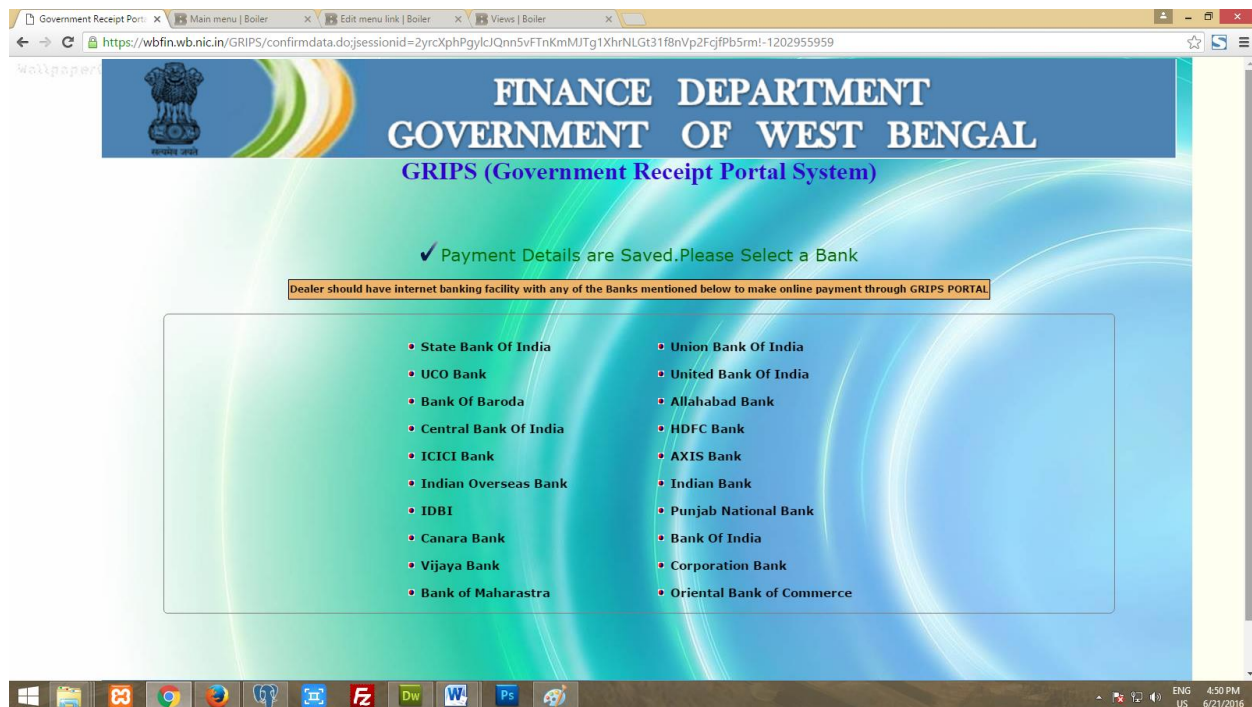 Government Receipt Porta
Main menu | Boiler
Edit menu link | Boiler
Views | Boiler
https://wbfin.wb.nic.in/GRIPS/confirmdata.do;jsessionid=2yrcXphPgylcJQnn5vFTnKmMJTg1XhrNLGt31f8nVp2FcjfPb5rm!-1202955959
सत्यमेव जयते
FINANCE DEPARTMENT
GOVERNMENT OF WEST BENGAL
GRIPS (Government Receipt Portal System)
Payment Details are Saved.Please Select a Bank
Dealer should have internet banking facility with any of the Banks mentioned below to make online payment through GRIPS PORTAL
State Bank Of India
Union Bank Of India
UCO Bank
United Bank Of India
Bank Of Baroda
Allahabad Bank
Central Bank Of India
HDFC Bank
ICICI Bank
AXIS Bank
Indian Overseas Bank
Indian Bank
IDBI
Punjab National Bank
Canara Bank
Bank Of India
Vijaya Bank
Corporation Bank
Bank of Maharastra
Oriental Bank of Commerce
Fz
Dw
W
Ps
ENG 4:50 PM
US 6/21/2016